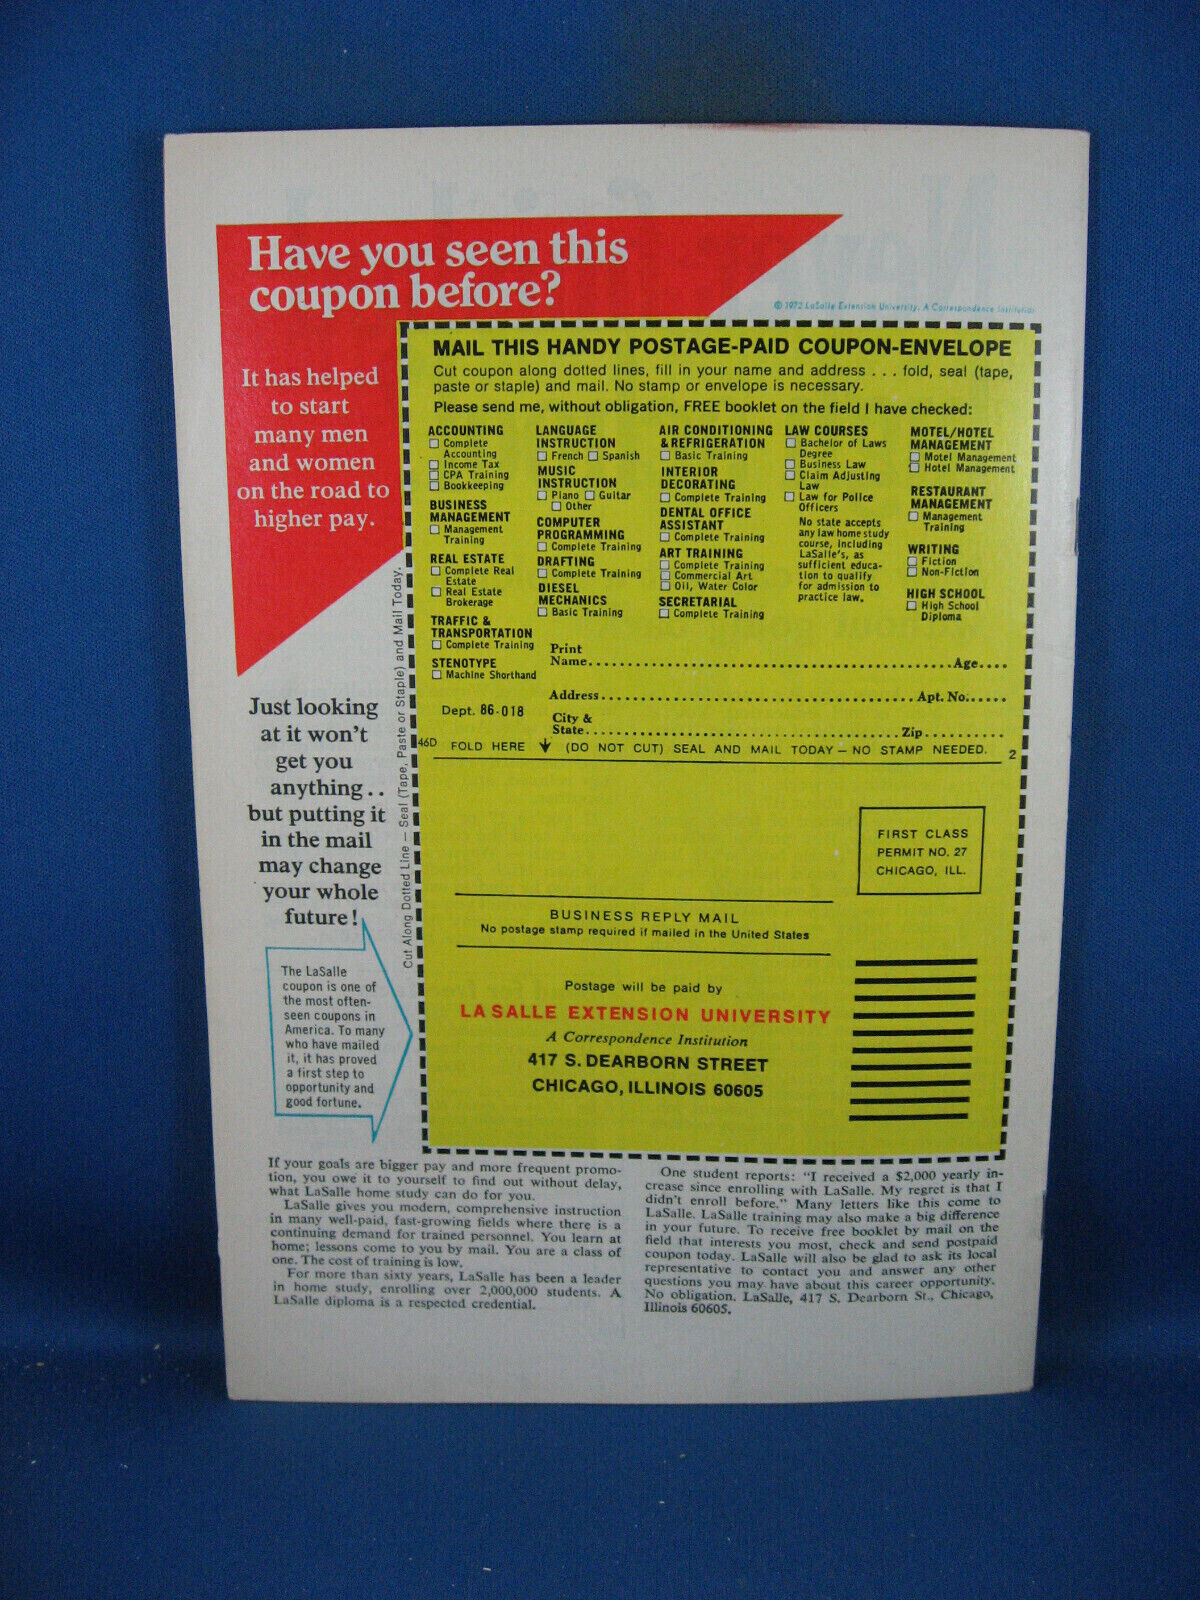 Have you seen this
coupon before?
© 1972 LaSalle Extension University, A Correspondence Institution
It has helped
to start
many men
and women
on the road to
higher pay.
Just looking
at it won't
get you
anything . .
but putting it
in the mail
may change
your whole
future!
The LaSalle
coupon is one of
the most often-
seen coupons in
America. To many
who have mailed
it, it has proved
a first step to
opportunity and
good fortune.
Cut Along Dotted Line — Seal (Tape, Paste or Staple) and Mail Today.
MAIL THIS HANDY POSTAGE-PAID COUPON-ENVELOPE
Cut coupon along dotted lines, fill in your name and address . . . fold, seal (tape,
paste or staple) and mail. No stamp or envelope is necessary.
Please send me, without obligation, FREE booklet on the field I have checked:
ACCOUNTING
☐ Complete
Accounting
☐ Income Tax
☐ CPA Training
☐ Bookkeeping
BUSINESS
MANAGEMENT
☐ Management
Training
REAL ESTATE
☐ Complete Real
Estate
☐ Real Estate
Brokerage
TRAFFIC &
TRANSPORTATION
☐ Complete Training
STENOTYPE
☐ Machine Shorthand
LANGUAGE
INSTRUCTION
☐ French ☐ Spanish
MUSIC
INSTRUCTION
☐ Piano ☐ Guitar
☐ Other
COMPUTER
PROGRAMMING
☐ Complete Training
DRAFTING
☐ Complete Training
DIESEL
MECHANICS
☐ Basic Training
AIR CONDITIONING
& REFRIGERATION
☐ Basic Training
INTERIOR
DECORATING
☐ Complete Training
DENTAL OFFICE
ASSISTANT
☐ Complete Training
ART TRAINING
☐ Complete Training
☐ Commercial Art
☐ Oil, Water Color
SECRETARIAL
☐ Complete Training
LAW COURSES
☐ Bachelor of Laws
Degree
☐ Business Law
☐ Claim Adjusting
Law
☐ Law for Police
Officers
No state accepts
any law home study
course, including
LaSalle's, as
sufficient educa-
tion to qualify
for admission to
practice law.
MOTEL/HOTEL
MANAGEMENT
☐ Motel Management
☐ Hotel Management
RESTAURANT
MANAGEMENT
☐ Management
Training
WRITING
☐ Fiction
☐ Non-Fiction
HIGH SCHOOL
☐ High School
Diploma
Print
Name Age
Address Apt. No.
Dept. 86-018
City &
State Zip
46D FOLD HERE ↓ (DO NOT CUT) SEAL AND MAIL TODAY — NO STAMP NEEDED. 2
FIRST CLASS
PERMIT NO. 27
CHICAGO, ILL.
BUSINESS REPLY MAIL
No postage stamp required if mailed in the United States
Postage will be paid by
LA SALLE EXTENSION UNIVERSITY
A Correspondence Institution
417 S. DEARBORN STREET
CHICAGO, ILLINOIS 60605
If your goals are bigger pay and more frequent promo-
tion, you owe it to yourself to find out without delay,
what LaSalle home study can do for you.
LaSalle gives you modern, comprehensive instruction
in many well-paid, fast-growing fields where there is a
continuing demand for trained personnel. You learn at
home; lessons come to you by mail. You are a class of
one. The cost of training is low.
For more than sixty years, LaSalle has been a leader
in home study, enrolling over 2,000,000 students. A
LaSalle diploma is a respected credential.
One student reports: "I received a $2,000 yearly in-
crease since enrolling with LaSalle. My regret is that I
didn't enroll before." Many letters like this come to
LaSalle. LaSalle training may also make a big difference
in your future. To receive free booklet by mail on the
field that interests you most, check and send postpaid
coupon today. LaSalle will also be glad to ask its local
representative to contact you and answer any other
questions you may have about this career opportunity.
No obligation. LaSalle, 417 S. Dearborn St., Chicago,
Illinois 60605.